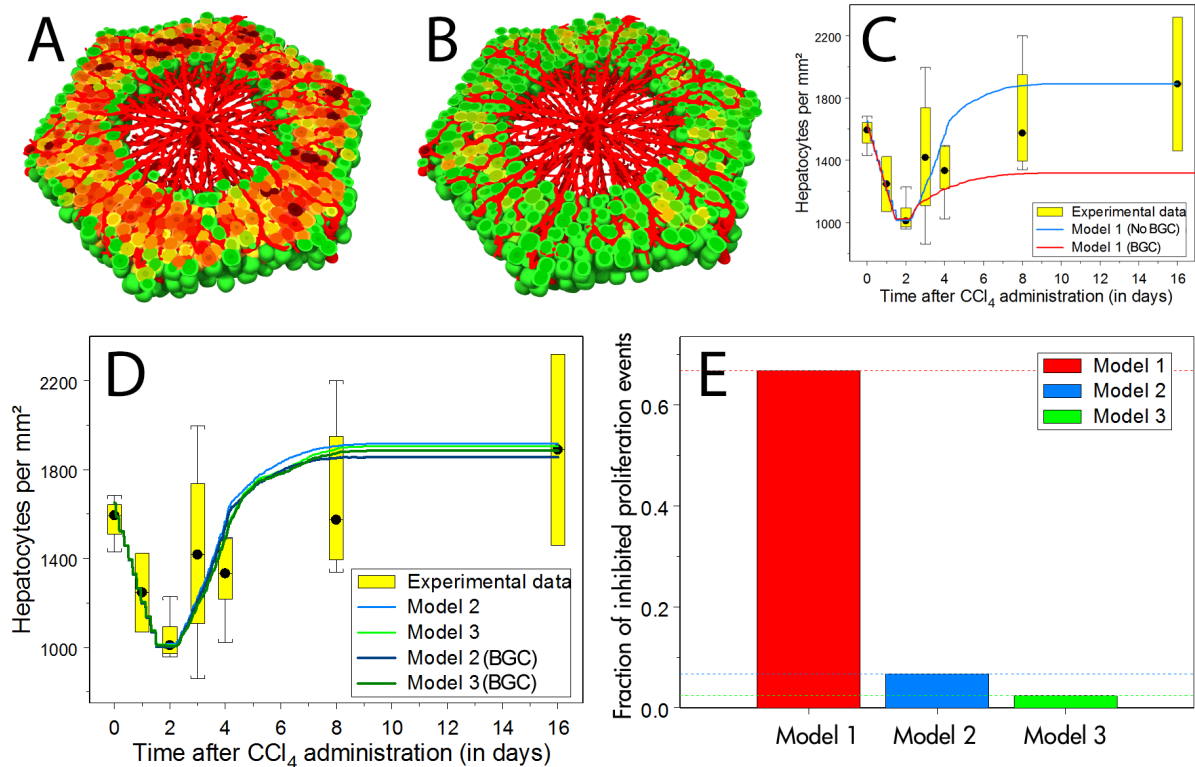 A
B
C
Hepatocytes per mm²
2200
1800
1400
1000
Experimental data
Model 1 (No BGC)
Model 1 (BGC)
0 2 4 6 8 10 12 14 16
Time after CCl4 administration (in days)
D
Hepatocytes per mm²
2200
1800
1400
1000
Experimental data
Model 2
Model 3
Model 2 (BGC)
Model 3 (BGC)
0 2 4 6 8 10 12 14 16
Time after CCl4 administration (in days)
E
Fraction of inhibited proliferation events
0.6
0.4
0.2
0.0
Model 1
Model 2
Model 3
Model 1 Model 2 Model 3